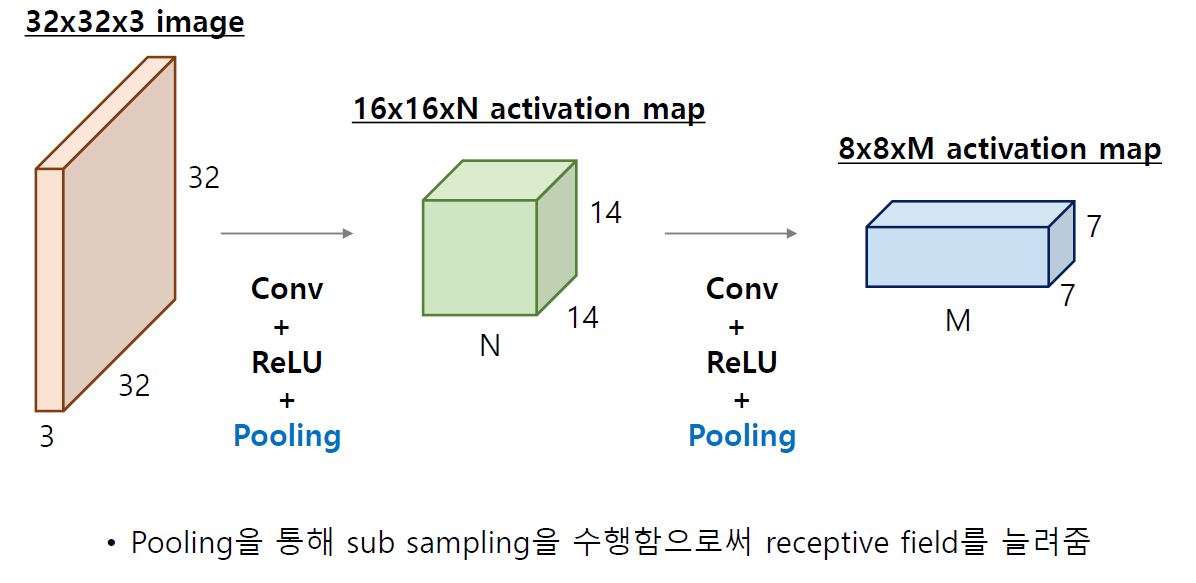 32x32x3 image
32
32
3
Conv
+
ReLU
+
Pooling
16x16xN activation map
14
14
N
Conv
+
ReLU
+
Pooling
8x8xM activation map
7
7
M
• Pooling을 통해 sub sampling을 수행함으로써 receptive field를 늘려줌